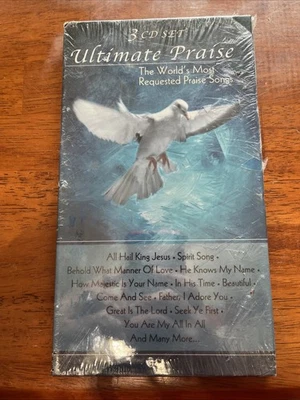 3 CD SET
Ultimate Praise
The World's Most
Requested Praise Songs
All Hail King Jesus • Spirit Song •
Behold What Manner Of Love • He Knows My Name •
How Majestic Is Your Name • In His Time • Beautiful •
Come And See • Father, I Adore You •
Great Is The Lord • Seek Ye First •
You Are My All In All
And Many More...